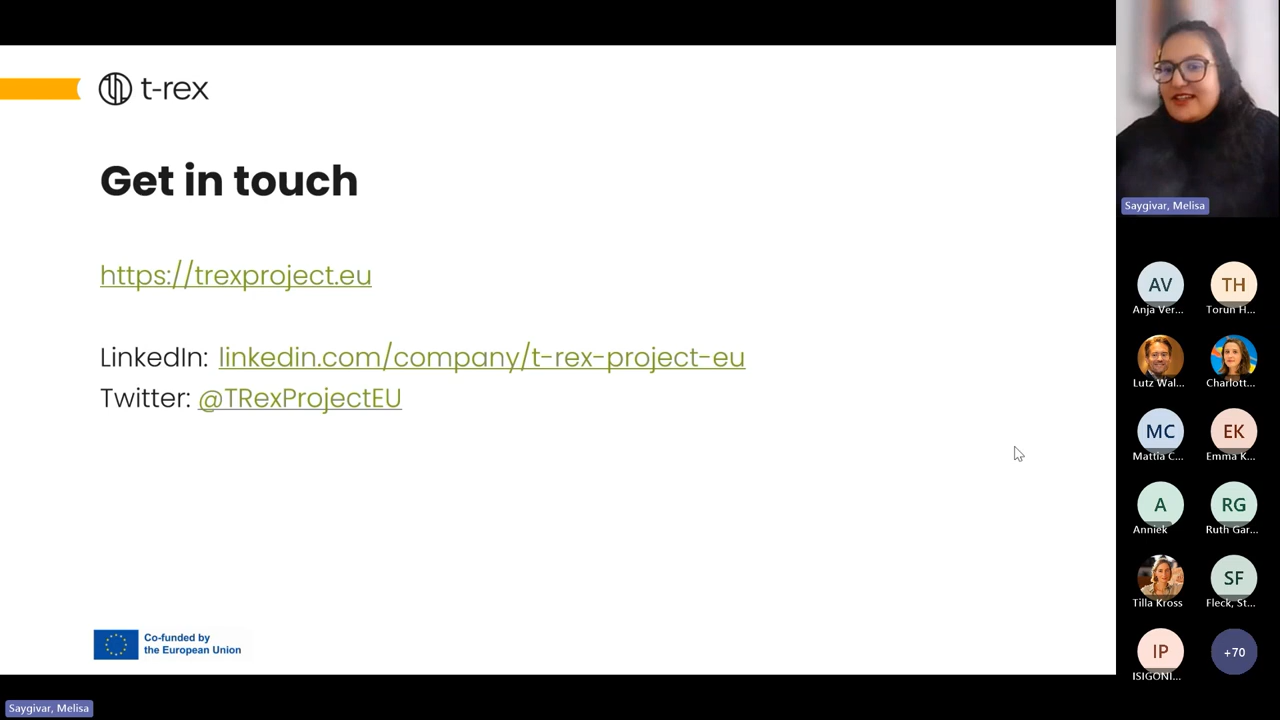 t-rex
Get in touch
https://trexproject.eu
LinkedIn: linkedin.com/company/t-rex-project-eu
Twitter: @TRexProjectEU
Co-funded by
the European Union
Saygivar, Melisa
Saygivar, Melisa
AV
TH
Anja Ver...
Torun H...
Lutz Wal...
Charlott...
MC
EK
Mattia C...
Emma K...
A
RG
Anniek
Ruth Gar...
SF
Tilla Kross
Fleck, St...
IP
+70
ISIGONI...